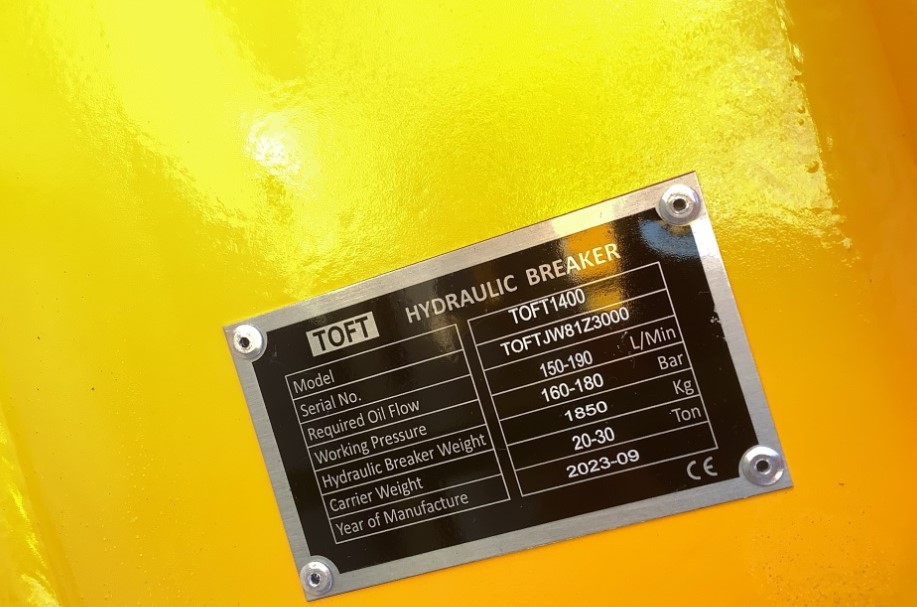 TOFT HYDRAULIC BREAKER
Model TOFT1400
Serial No. TOFTJW81Z3000
Required Oil Flow 150-190 L/Min
Working Pressure 160-180 Bar
Hydraulic Breaker Weight 1850 Kg
Carrier Weight 20-30 Ton
Year of Manufacture 2023-09
CE